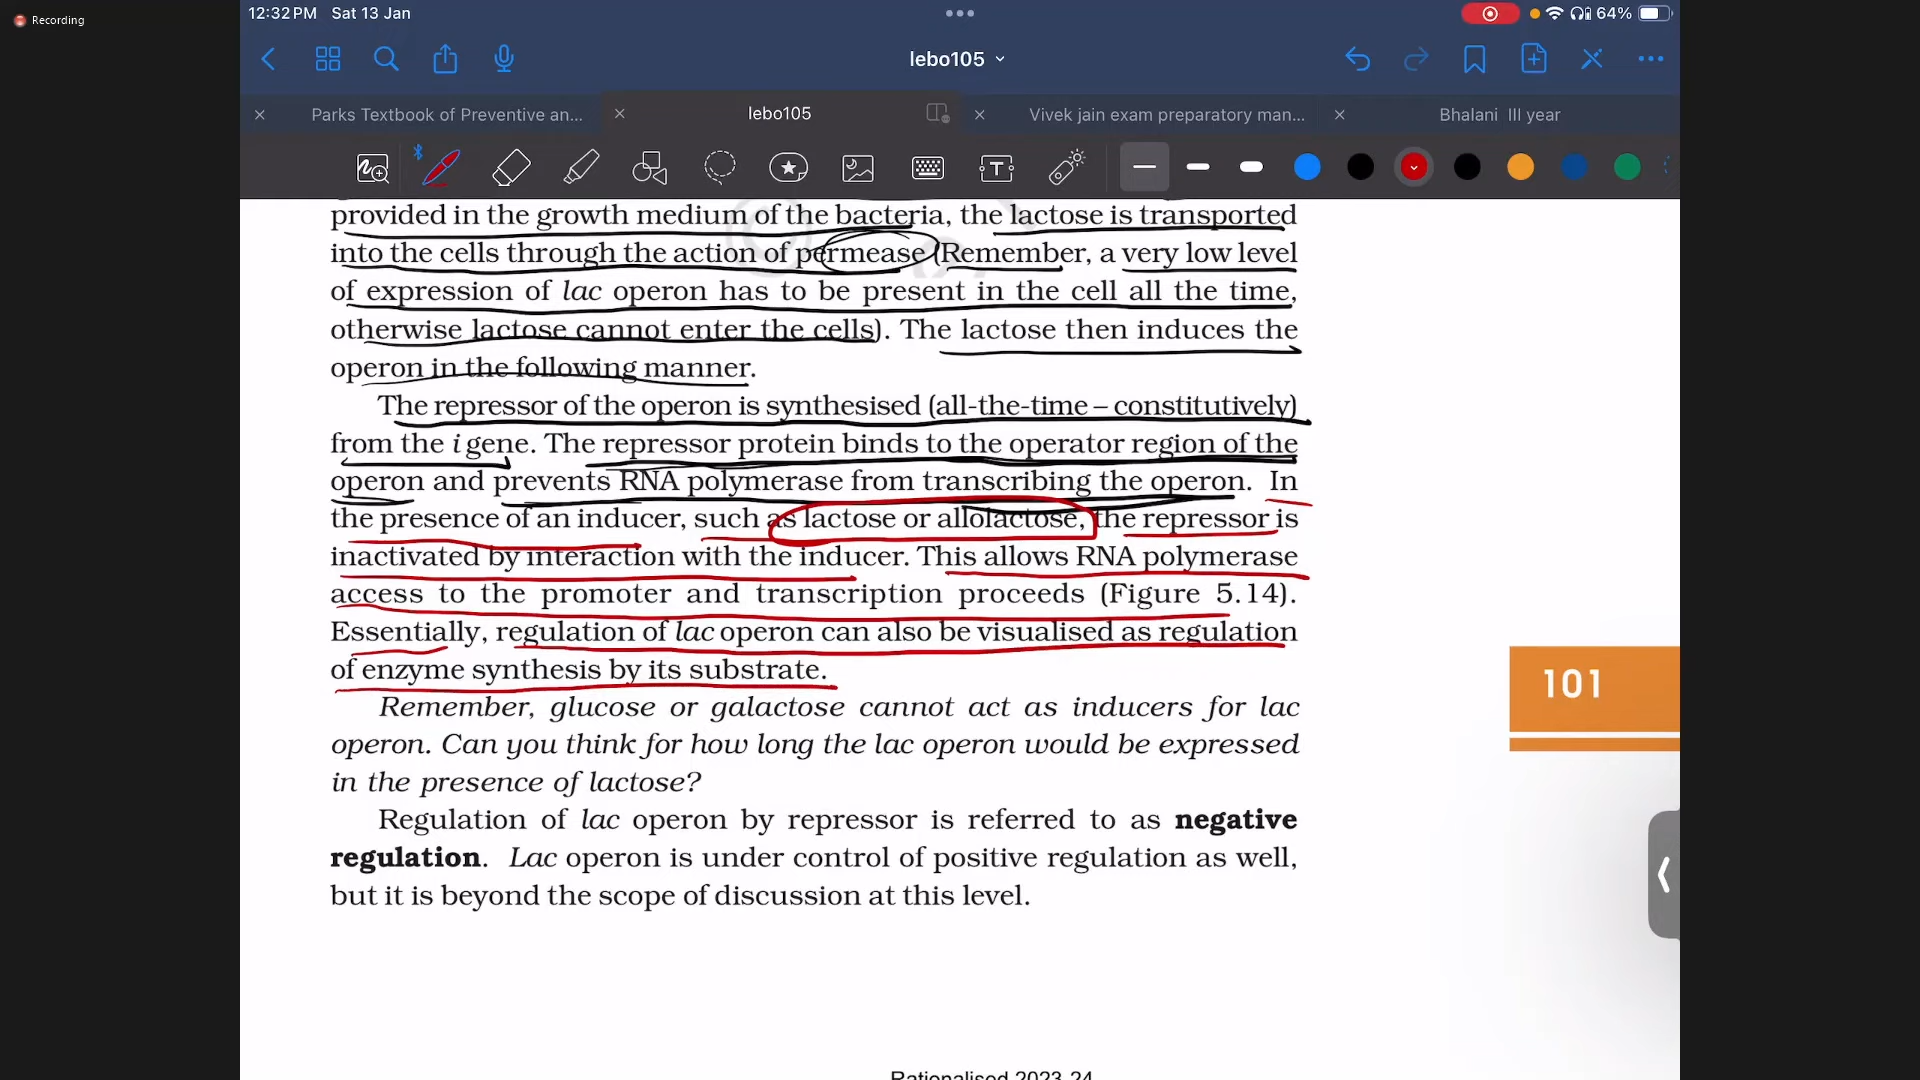 Recording
12:32 PM Sat 13 Jan
64%
lebo105
Parks Textbook of Preventive an...
lebo105
Vivek jain exam preparatory man...
Bhalani III year
provided in the growth medium of the bacteria, the lactose is transported
into the cells through the action of permease (Remember, a very low level
of expression of lac operon has to be present in the cell all the time,
otherwise lactose cannot enter the cells). The lactose then induces the
operon in the following manner.
The repressor of the operon is synthesised (all-the-time – constitutively)
from the i gene. The repressor protein binds to the operator region of the
operon and prevents RNA polymerase from transcribing the operon. In
the presence of an inducer, such as lactose or allolactose, the repressor is
inactivated by interaction with the inducer. This allows RNA polymerase
access to the promoter and transcription proceeds (Figure 5.14).
Essentially, regulation of lac operon can also be visualised as regulation
of enzyme synthesis by its substrate.
Remember, glucose or galactose cannot act as inducers for lac
operon. Can you think for how long the lac operon would be expressed
in the presence of lactose?
Regulation of lac operon by repressor is referred to as negative
regulation. Lac operon is under control of positive regulation as well,
but it is beyond the scope of discussion at this level.
101
Rationalised 2023-24